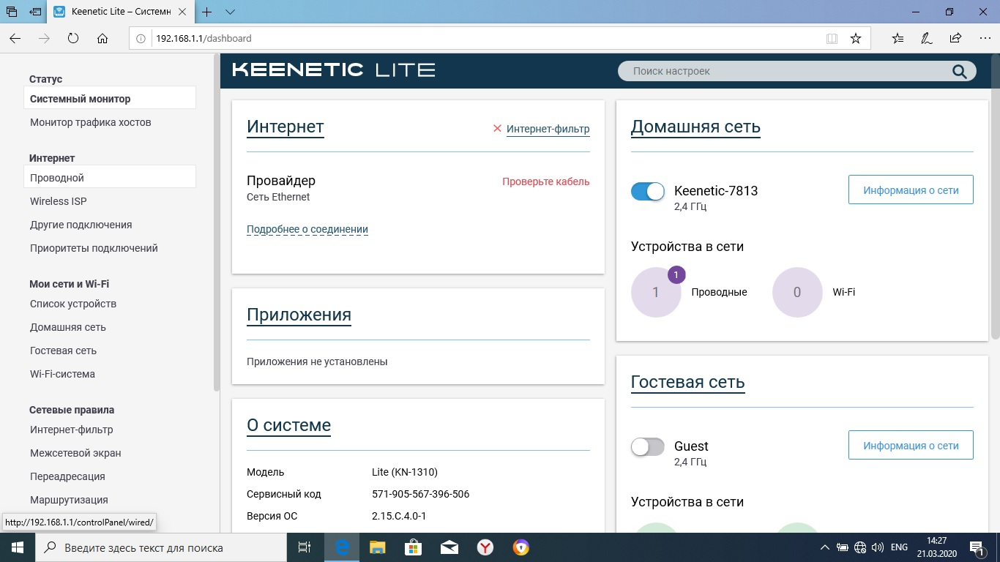 Keenetic Lite – Системн
192.168.1.1/dashboard
Статус
Системный монитор
Монитор трафика хостов
Интернет
Проводной
Wireless ISP
Другие подключения
Приоритеты подключений
Мои сети и Wi-Fi
Список устройств
Домашняя сеть
Гостевая сеть
Wi-Fi-система
Сетевые правила
Интернет-фильтр
Межсетевой экран
Переадресация
Маршрутизация
http://192.168.1.1/controlPanel/wired/
KEENETIC LITE
Поиск настроек
Интернет
Интернет-фильтр
Провайдер
Проверьте кабель
Сеть Ethernet
Подробнее о соединении
Приложения
Приложения не установлены
О системе
Модель Lite (KN-1310)
Сервисный код 571-905-567-396-506
Версия ОС 2.15.C.4.0-1
Домашняя сеть
Keenetic-7813
2,4 ГГц
Информация о сети
Устройства в сети
1
1 Проводные 0 Wi-Fi
Гостевая сеть
Guest
2,4 ГГц
Информация о сети
Устройства в сети
Введите здесь текст для поиска
ENG
14:27
21.03.2020
1